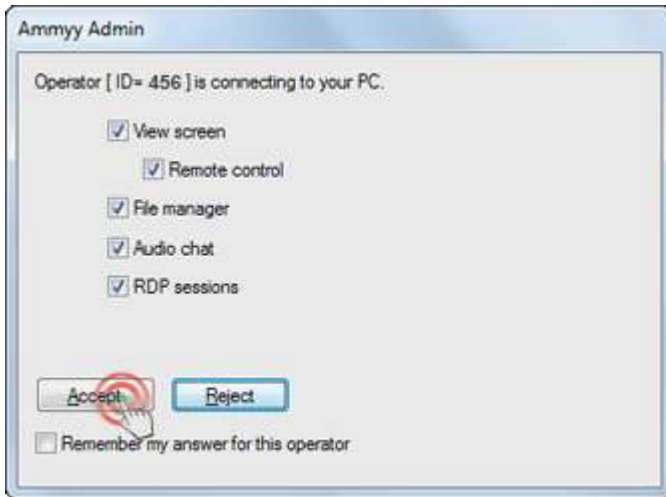 Ammyy Admin
Operator [ ID= 456 ] is connecting to your PC.
View screen
Remote control
File manager
Audio chat
RDP sessions
Accept Reject
Remember my answer for this operator